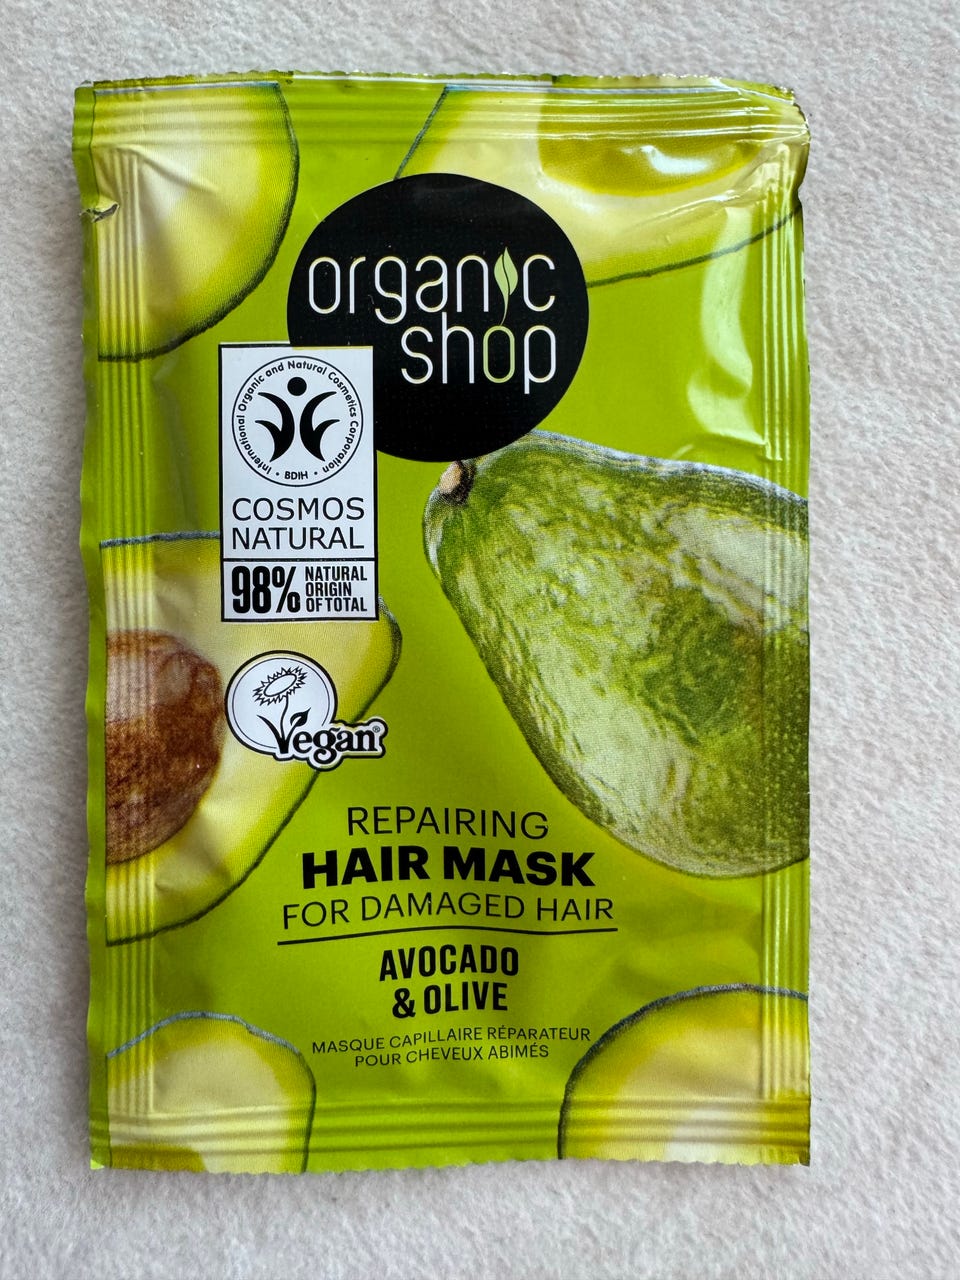 organic
shop
International Organic and Natural Cosmetics Corporation
• BDIH •
COSMOS
NATURAL
98% NATURAL
ORIGIN
OF TOTAL
Vegan®
REPAIRING
HAIR MASK
FOR DAMAGED HAIR
AVOCADO
& OLIVE
MASQUE CAPILLAIRE RÉPARATEUR
POUR CHEVEUX ABIMÉS